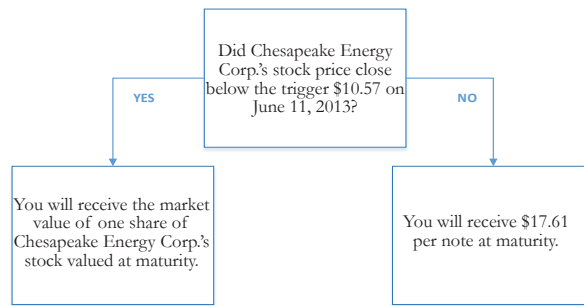 Did Chesapeake Energy
Corp.'s stock price close
below the trigger $10.57 on
June 11, 2013?
YES
NO
You will receive the market
value of one share of
Chesapeake Energy Corp.'s
stock valued at maturity.
You will receive $17.61
per note at maturity.